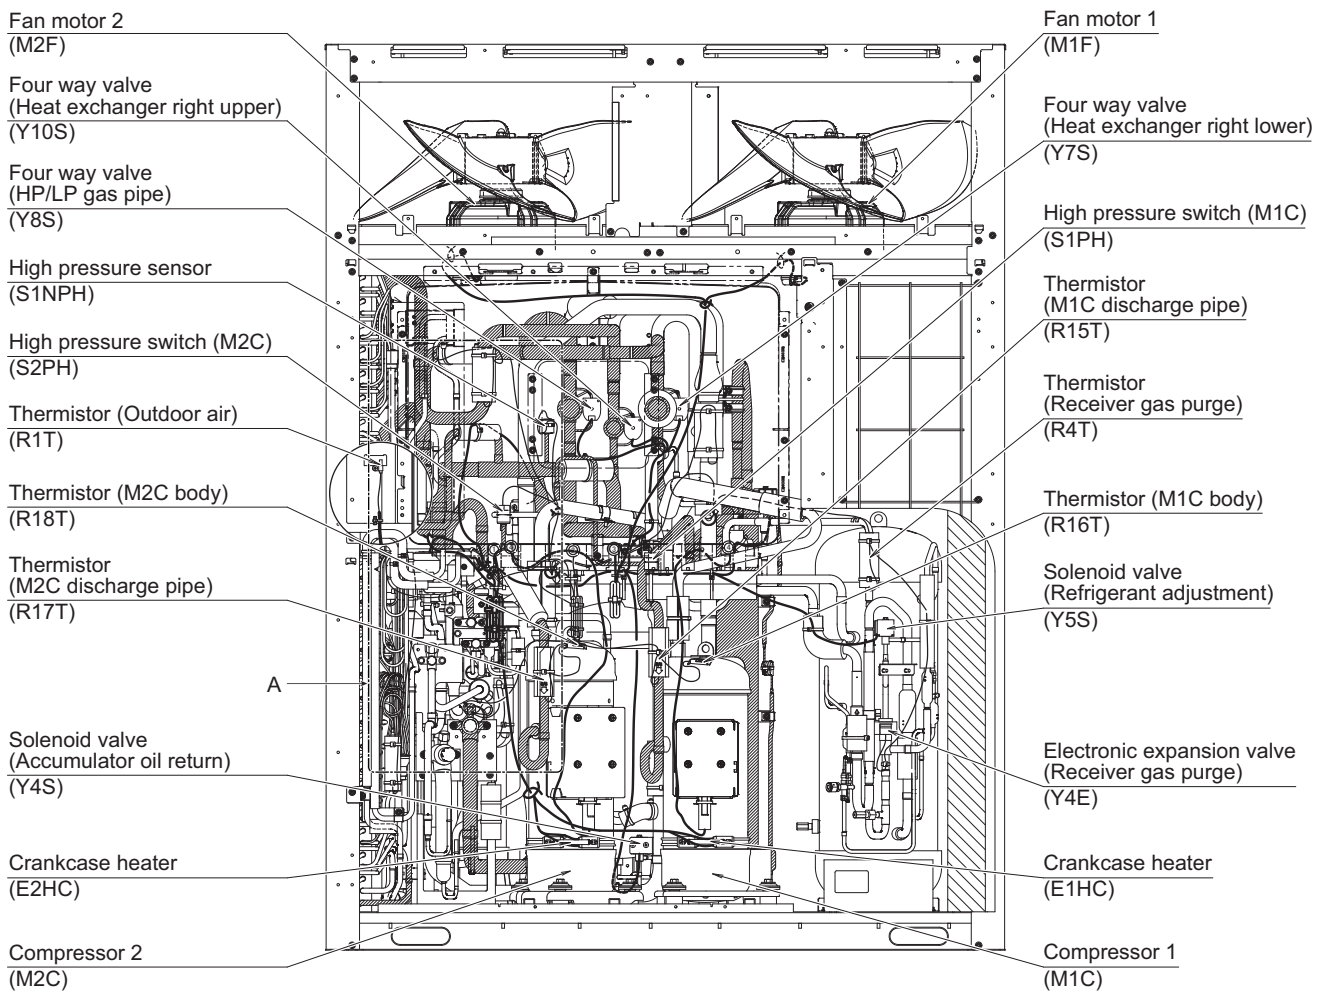 Fan motor 2
(M2F)
Four way valve
(Heat exchanger right upper)
(Y10S)
Four way valve
(HP/LP gas pipe)
(Y8S)
High pressure sensor
(S1NPH)
High pressure switch (M2C)
(S2PH)
Thermistor (Outdoor air)
(R1T)
Thermistor (M2C body)
(R18T)
Thermistor
(M2C discharge pipe)
(R17T)
A
Solenoid valve
(Accumulator oil return)
(Y4S)
Crankcase heater
(E2HC)
Compressor 2
(M2C)
Fan motor 1
(M1F)
Four way valve
(Heat exchanger right lower)
(Y7S)
High pressure switch (M1C)
(S1PH)
Thermistor
(M1C discharge pipe)
(R15T)
Thermistor
(Receiver gas purge)
(R4T)
Thermistor (M1C body)
(R16T)
Solenoid valve
(Refrigerant adjustment)
(Y5S)
Electronic expansion valve
(Receiver gas purge)
(Y4E)
Crankcase heater
(E1HC)
Compressor 1
(M1C)